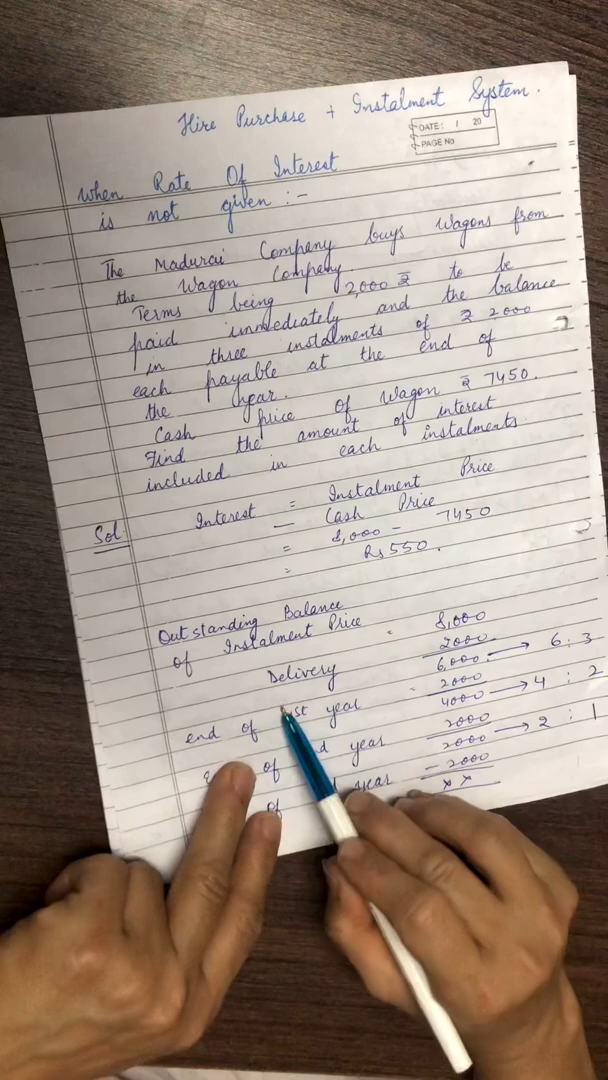 Hire Purchase + Instalment System.
DATE: / 20
PAGE NO
When Rate Of Interest
is not given :-
The Madurai Company buys Wagons from
the Wagon Company.
Terms being 2,000 ₹ to be
paid immediately and the balance
in three instalments of ₹ 2000
each payable at the end of
the year.
Cash price of Wagon ₹ 7450.
Find the amount of interest
included in each instalments.
Sol Interest = Instalment Price
— Cash Price
= 8,000 - 7450
= Rs 550.
Outstanding Balance
of Instalment Price = 8,000
Delivery 2000
6,000 → 6 : 3
end of Ist year = 2000
4000 → 4 : 2
of year 2000
2000 → 2 : 1
of year - 2000
x x